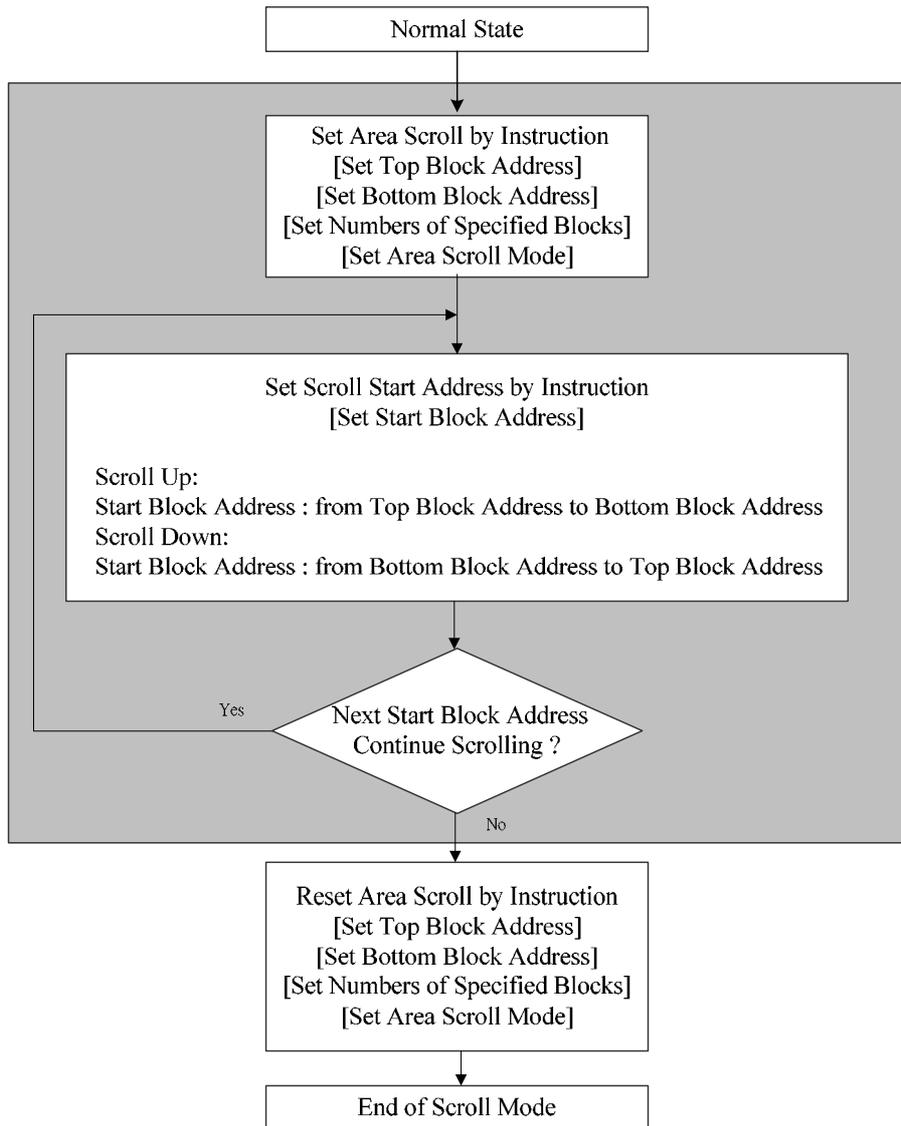 Normal State
Set Area Scroll by Instruction
[Set Top Block Address]
[Set Bottom Block Address]
[Set Numbers of Specified Blocks]
[Set Area Scroll Mode]
Set Scroll Start Address by Instruction
[Set Start Block Address]
Scroll Up:
Start Block Address : from Top Block Address to Bottom Block Address
Scroll Down:
Start Block Address : from Bottom Block Address to Top Block Address
Yes
Next Start Block Address
Continue Scrolling ?
No
Reset Area Scroll by Instruction
[Set Top Block Address]
[Set Bottom Block Address]
[Set Numbers of Specified Blocks]
[Set Area Scroll Mode]
End of Scroll Mode